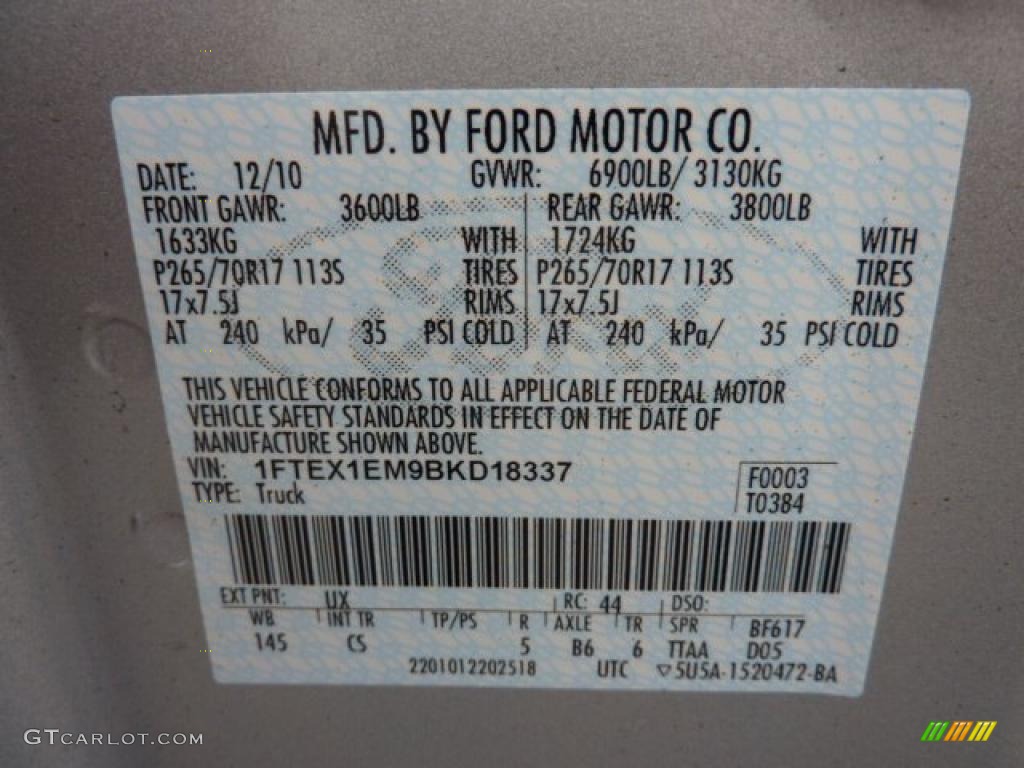 MFD. BY FORD MOTOR CO.
DATE: 12/10 GVWR: 6900LB/ 3130KG
FRONT GAWR: 3600LB REAR GAWR: 3800LB
1633KG WITH 1724KG WITH
P265/70R17 113S TIRES P265/70R17 113S TIRES
17x7.5J RIMS 17x7.5J RIMS
AT 240 kPa/ 35 PSI COLD AT 240 kPa/ 35 PSI COLD
THIS VEHICLE CONFORMS TO ALL APPLICABLE FEDERAL MOTOR
VEHICLE SAFETY STANDARDS IN EFFECT ON THE DATE OF
MANUFACTURE SHOWN ABOVE.
VIN: 1FTEX1EM9BKD18337 F0003
TYPE: Truck T0384
EXT PNT: UX RC: 44 DSO:
WB INT TR TP/PS R AXLE TR SPR BF617
145 CS 5 B6 6 TTAA D05
2201012202518 UTC ▽5U5A-1520472-BA
GTCARLOT.COM